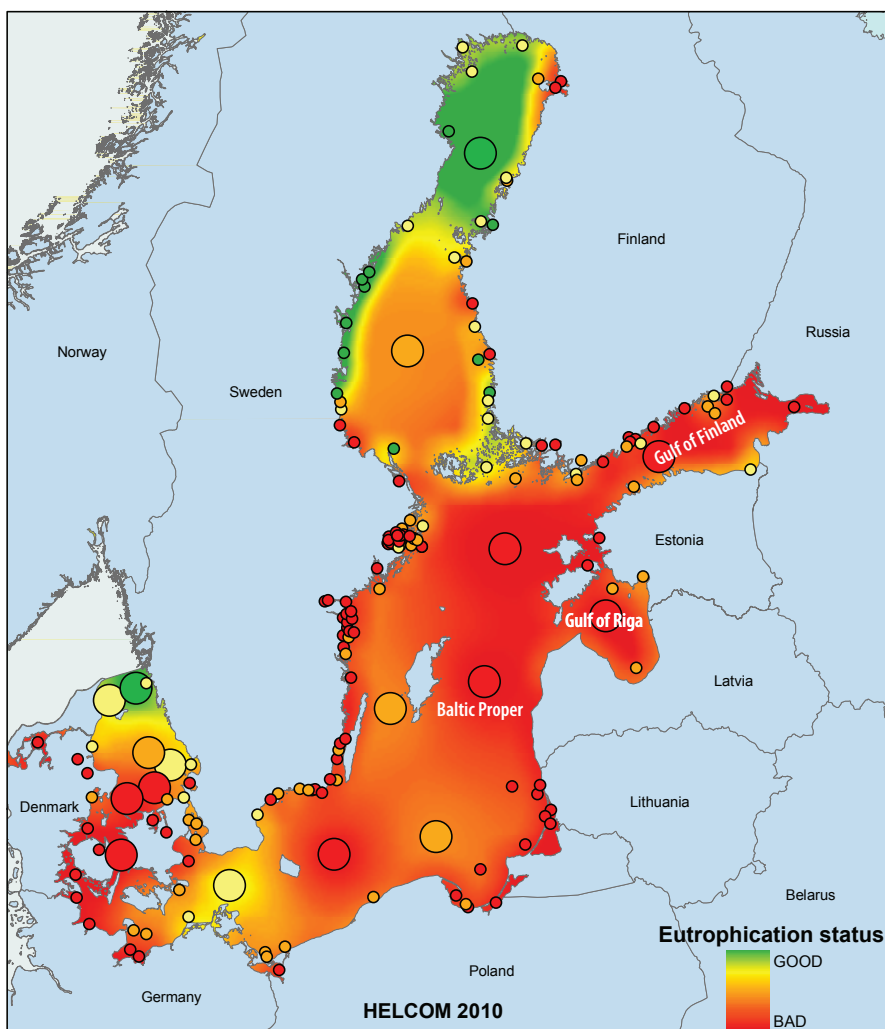 Finland
Russia
Norway
Sweden
Gulf of Finland
Estonia
Gulf of Riga
Latvia
Baltic Proper
Denmark
Lithuania
Belarus
Eutrophication status
GOOD
Poland
Germany
HELCOM 2010
BAD